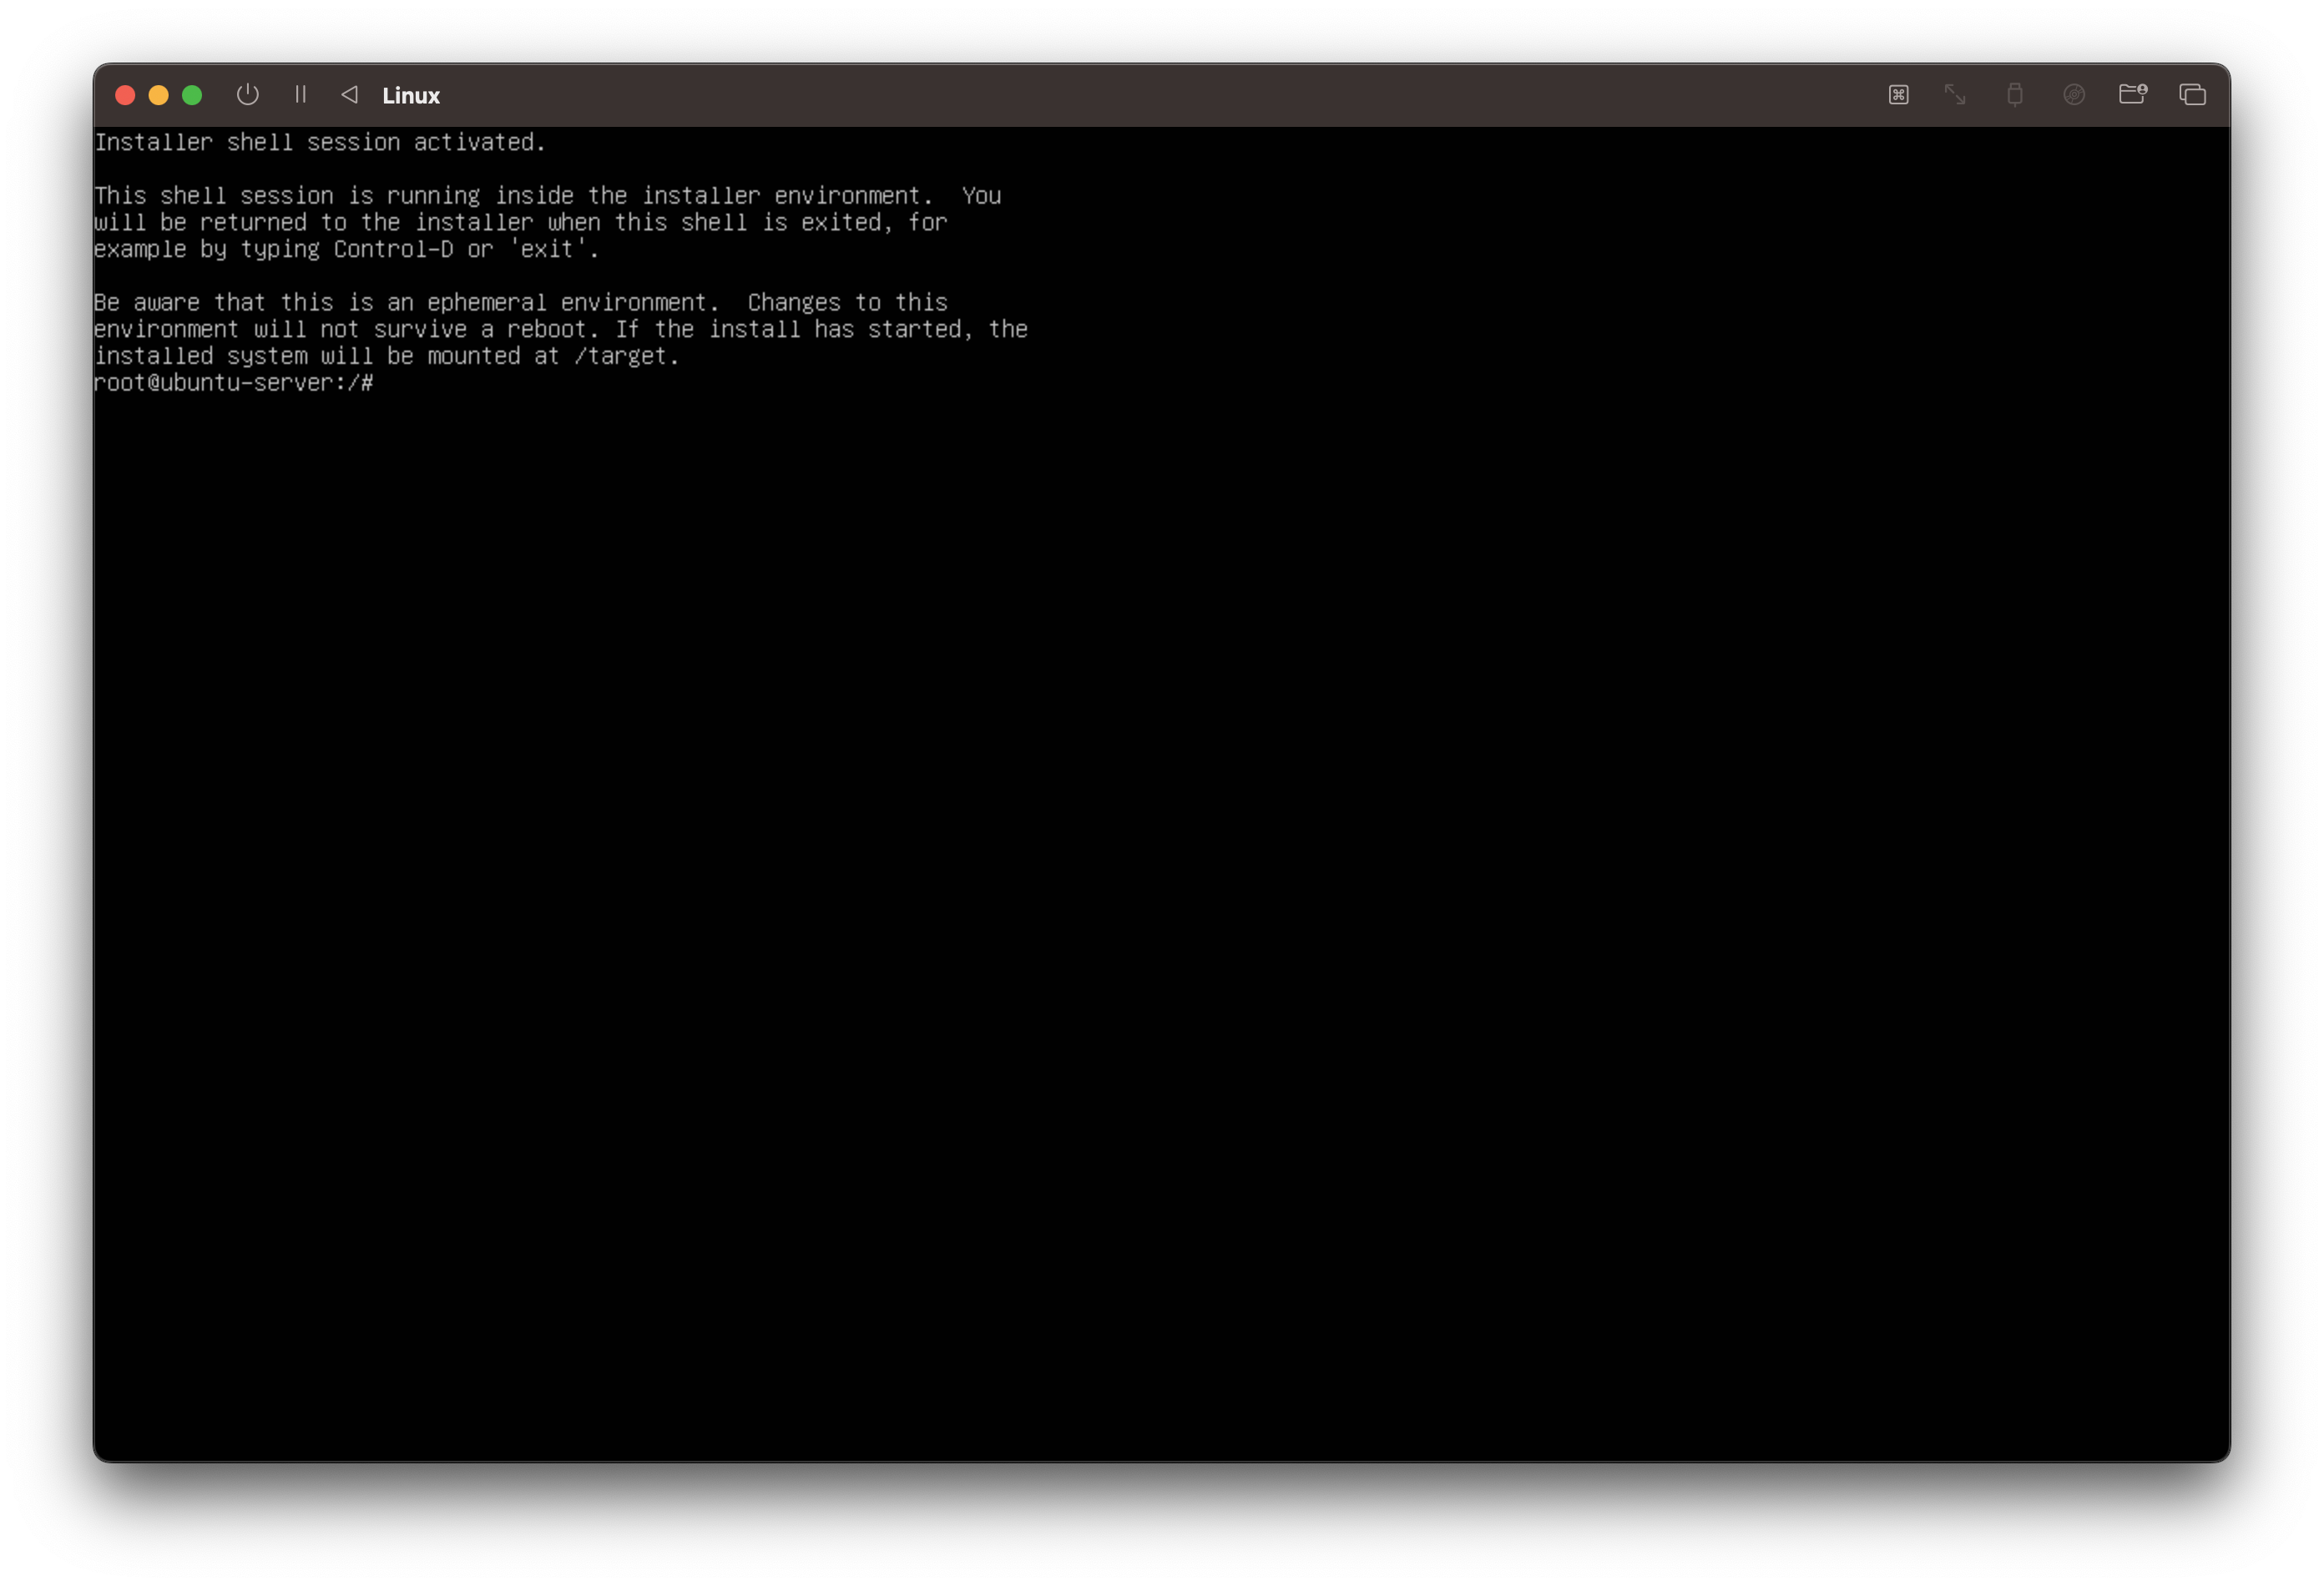 Linux
Installer shell session activated.
This shell session is running inside the installer environment.  You
will be returned to the installer when this shell is exited, for
example by typing Control-D or 'exit'.
Be aware that this is an ephemeral environment.  Changes to this
environment will not survive a reboot. If the install has started, the
installed system will be mounted at /target.
root@ubuntu-server:/#